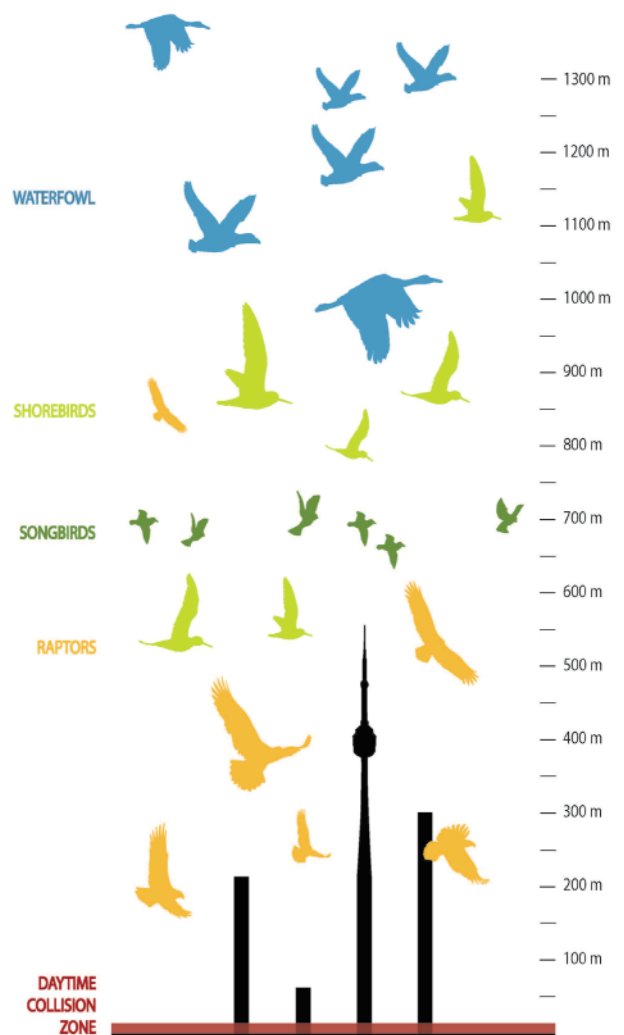 1300 m
1200 m
WATERFOWL
1100 m
1000 m
900 m
SHOREBIRDS
800 m
700 m
SONGBIRDS
600 m
RAPTORS
500 m
400 m
300 m
200 m
100 m
DAYTIME
COLLISION
ZONE